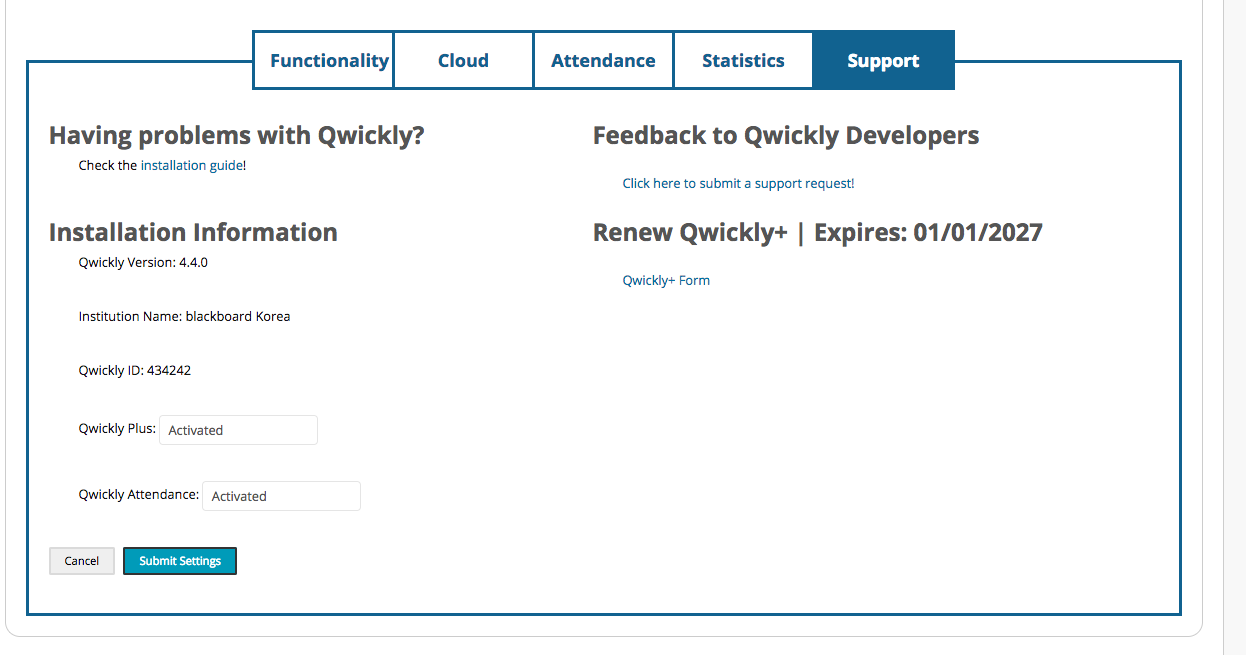 Functionality
Cloud
Attendance
Statistics
Support
Having problems with Qwickly?
Check the installation guide!
Installation Information
Qwickly Version: 4.4.0
Institution Name: blackboard Korea
Qwickly ID: 434242
Qwickly Plus: Activated
Qwickly Attendance: Activated
Cancel
Submit Settings
Feedback to Qwickly Developers
Click here to submit a support request!
Renew Qwickly+ | Expires: 01/01/2027
Qwickly+ Form